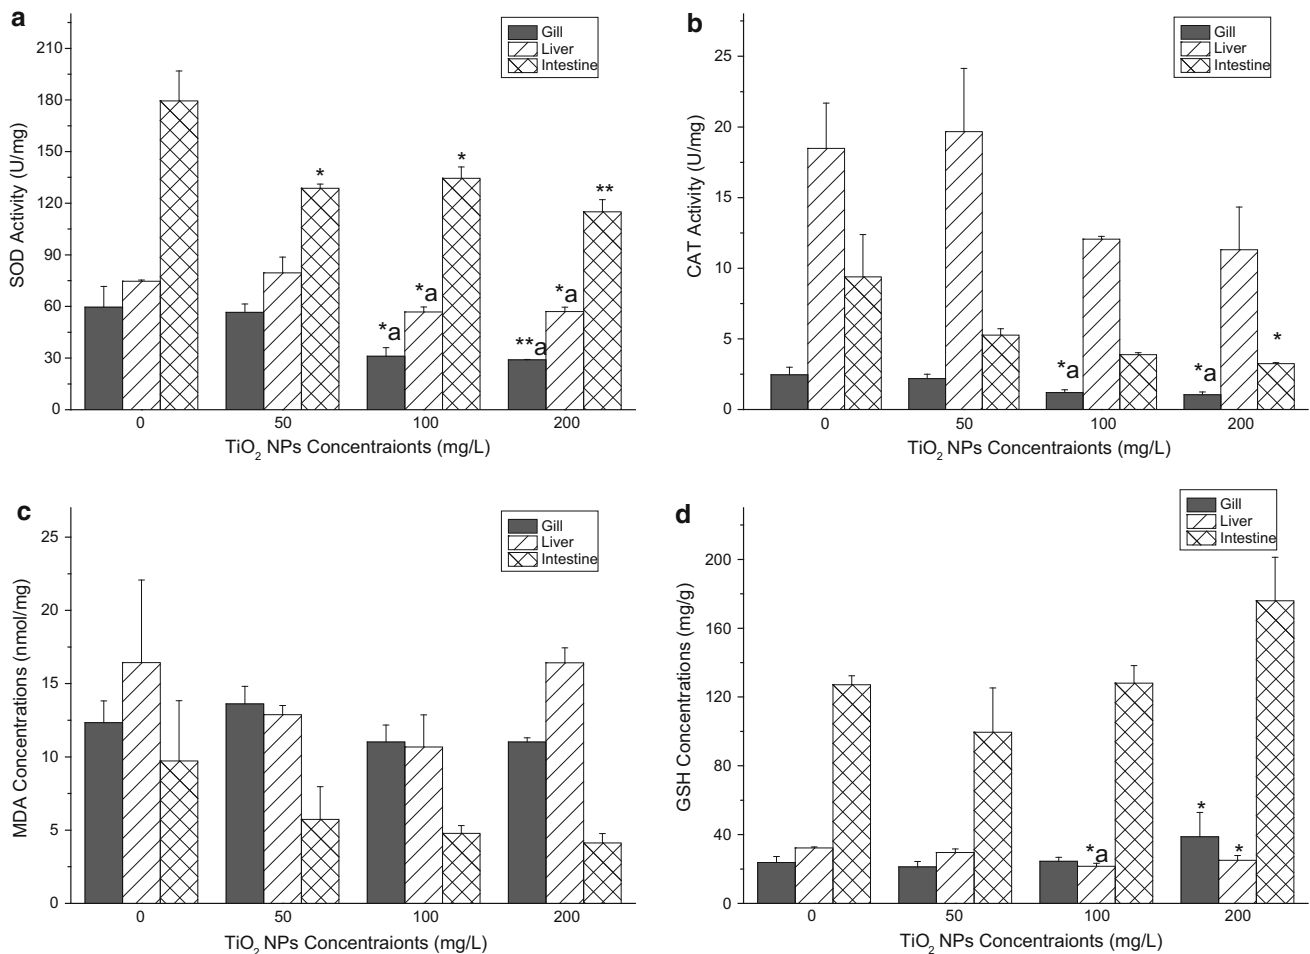 a
Gill
Liver
Intestine
SOD Activity (U/mg)
210
180
150
120
90
60
30
0
*
*
**
*a
*a
*a
**a
0 50 100 200
TiO2 NPs Concentraionts (mg/L)
b
Gill
Liver
Intestine
CAT Activity (U/mg)
25
20
15
10
5
0
*a
*a
*
0 50 100 200
TiO2 NPs Concentraionts (mg/L)
c
Gill
Liver
Intestine
MDA Concentrations (nmol/mg)
25
20
15
10
5
0
0 50 100 200
TiO2 NPs Concentraionts (mg/L)
d
Gill
Liver
Intestine
GSH Concentrations (mg/g)
200
160
120
80
40
0
*a
*
*
0 50 100 200
TiO2 NPs Concentraionts (mg/L)